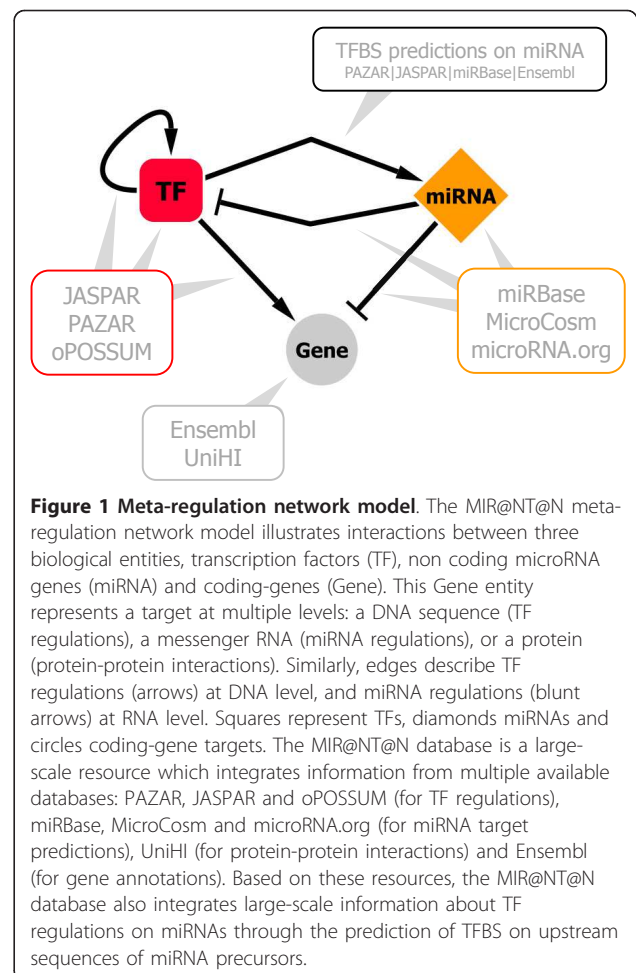 TFBS predictions on miRNA
PAZAR|JASPAR|miRBase|Ensembl
TF
miRNA
JASPAR
PAZAR
oPOSSUM
miRBase
MicroCosm
microRNA.org
Gene
Ensembl
UniHI
Figure 1 Meta-regulation network model. The MIR@NT@N meta-
regulation network model illustrates interactions between three
biological entities, transcription factors (TF), non coding microRNA
genes (miRNA) and coding-genes (Gene). This Gene entity
represents a target at multiple levels: a DNA sequence (TF
regulations), a messenger RNA (miRNA regulations), or a protein
(protein-protein interactions). Similarly, edges describe TF
regulations (arrows) at DNA level, and miRNA regulations (blunt
arrows) at RNA level. Squares represent TFs, diamonds miRNAs and
circles coding-gene targets. The MIR@NT@N database is a large-
scale resource which integrates information from multiple available
databases: PAZAR, JASPAR and oPOSSUM (for TF regulations),
miRBase, MicroCosm and microRNA.org (for miRNA target
predictions), UniHI (for protein-protein interactions) and Ensembl
(for gene annotations). Based on these resources, the MIR@NT@N
database also integrates large-scale information about TF
regulations on miRNAs through the prediction of TFBS on upstream
sequences of miRNA precursors.